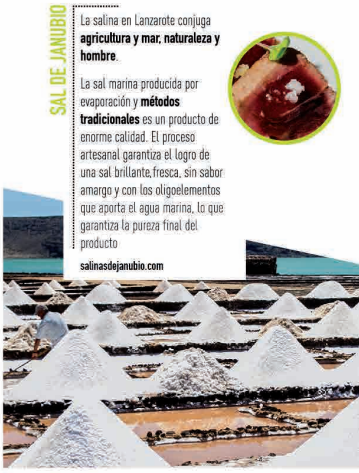 SAL DE JANUBIO
La salina en Lanzarote conjuga
agricultura y mar, naturaleza y
hombre.
La sal marina producida por
evaporación y métodos
tradicionales es un producto de
enorme calidad. El proceso
artesanal garantiza el logro de
una sal brillante, fresca, sin sabor
amargo y con los oligoelementos
que aporta el agua marina, lo que
garantiza la pureza final del
producto
salinasdejanubio.com